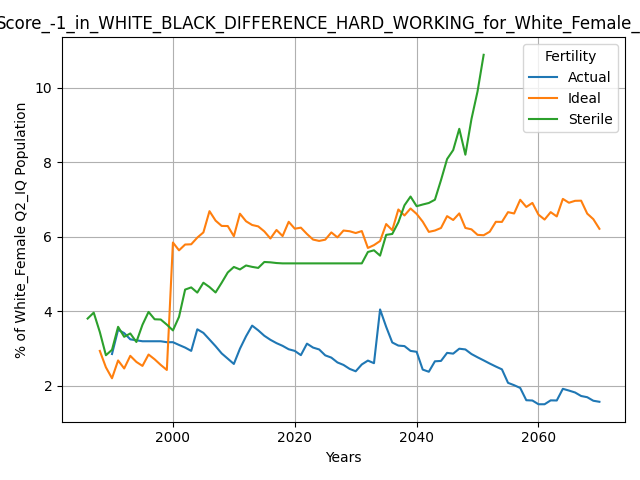 Score_-1_in_WHITE_BLACK_DIFFERENCE_HARD_WORKING_for_White_Female_
Fertility
Actual
Ideal
Sterile
% of White_Female Q2_IQ Population
10
8
6
4
2
2000 2020 2040 2060
Years